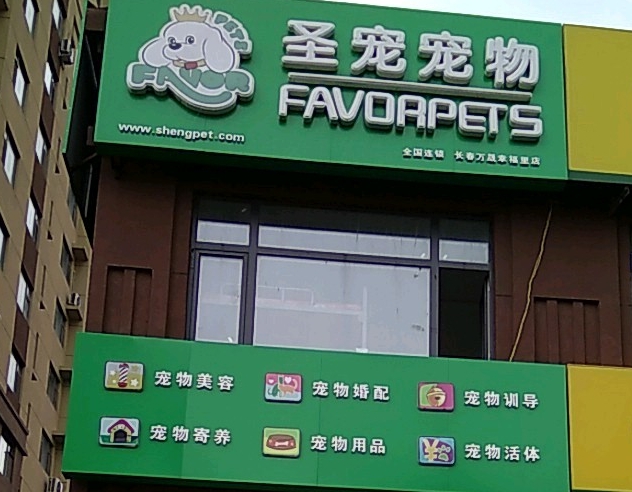 PETS
FAVOR
圣宠宠物
FAVORPETS
www.shengpet.com
全国连锁 长春万晟幸福里店
宠物美容 宠物婚配 宠物训导
宠物寄养 宠物用品 宠物活体